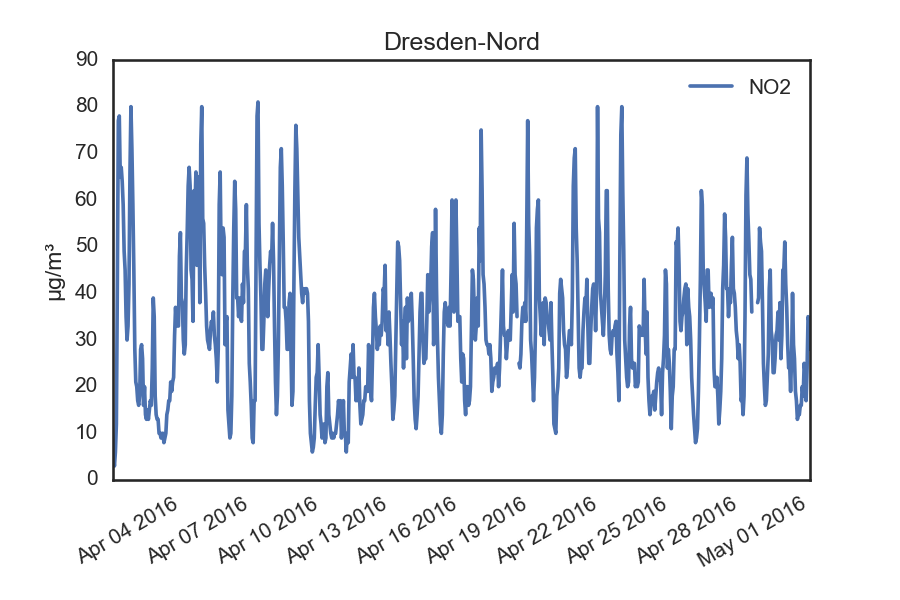 Dresden-Nord
NO2
µg/m³
90
80
70
60
50
40
30
20
10
0
Apr 04 2016
Apr 07 2016
Apr 10 2016
Apr 13 2016
Apr 16 2016
Apr 19 2016
Apr 22 2016
Apr 25 2016
Apr 28 2016
May 01 2016